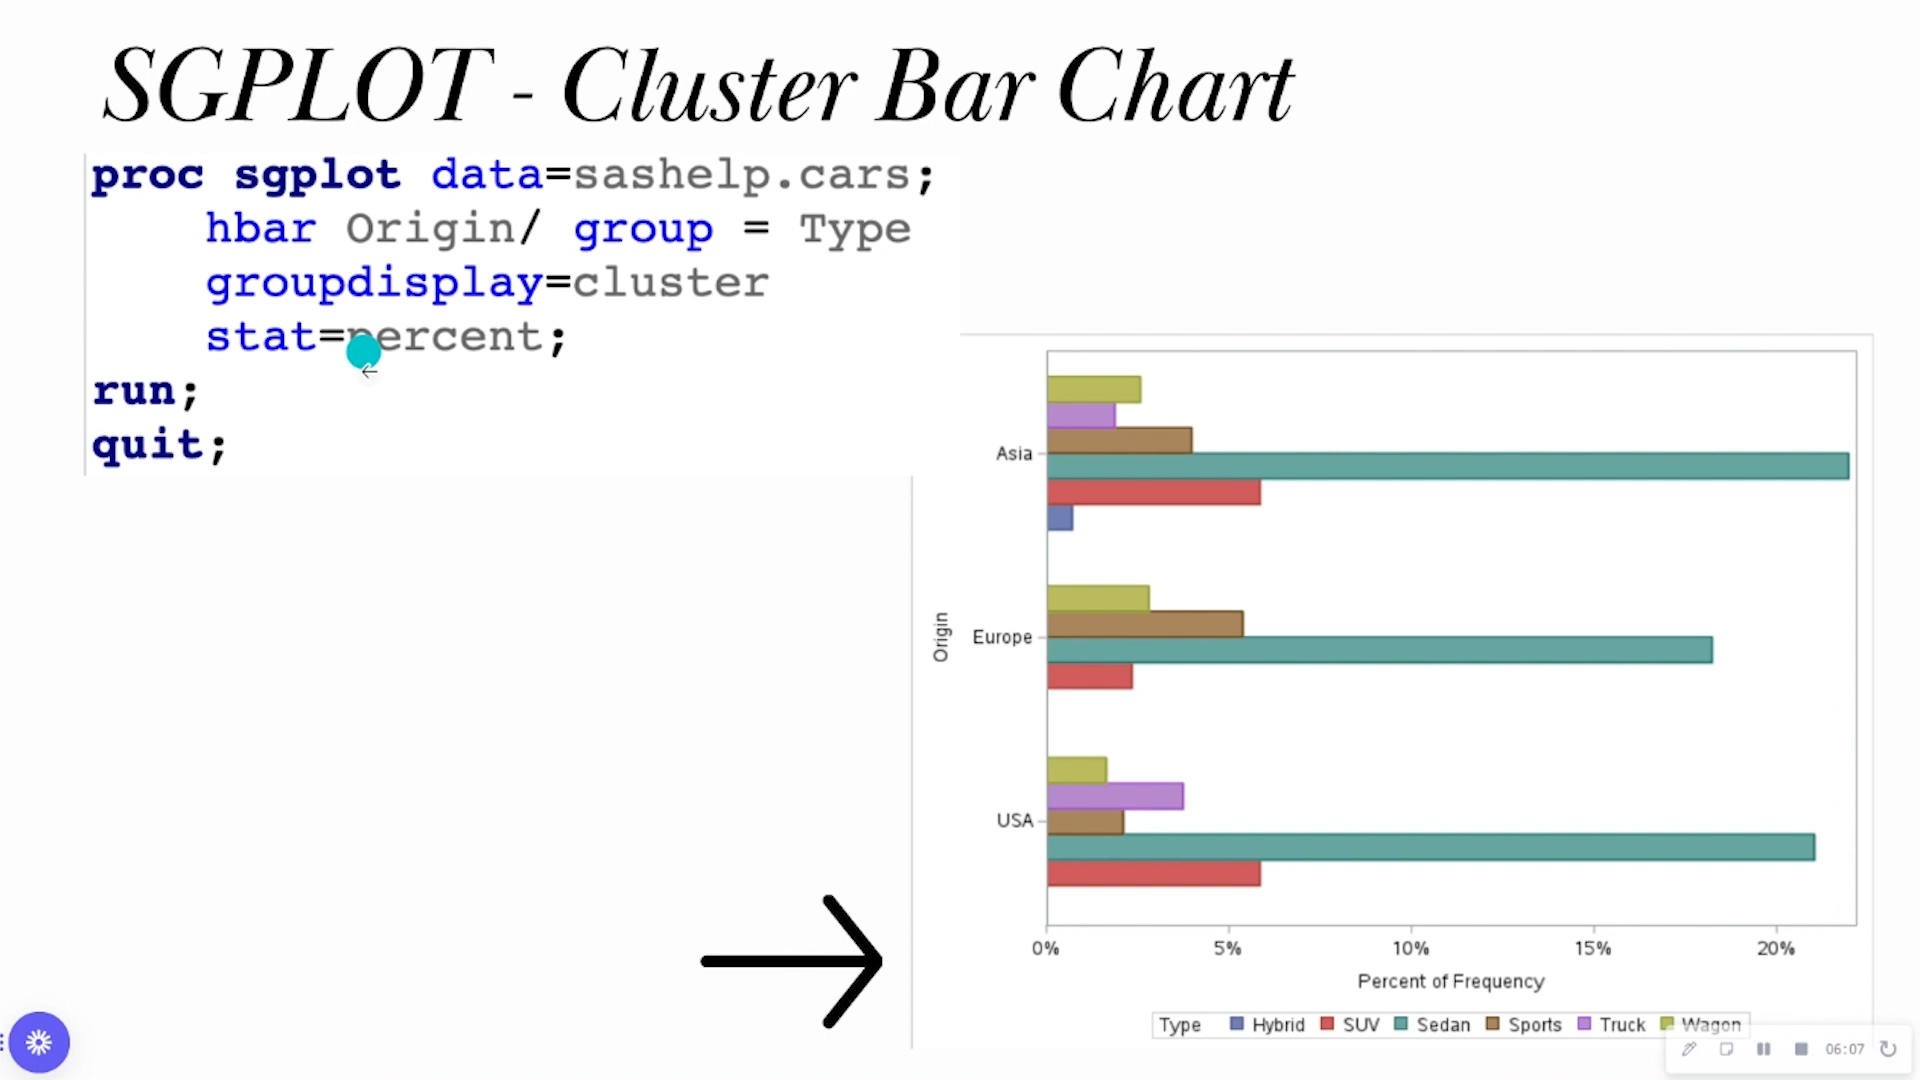 SGPLOT - Cluster Bar Chart
proc sgplot data=sashelp.cars;
hbar Origin/ group = Type
groupdisplay=cluster
stat=percent;
run;
quit;
Asia
Europe
USA
Origin
0% 5% 10% 15% 20%
Percent of Frequency
Type Hybrid SUV Sedan Sports Truck Wagon
06:07